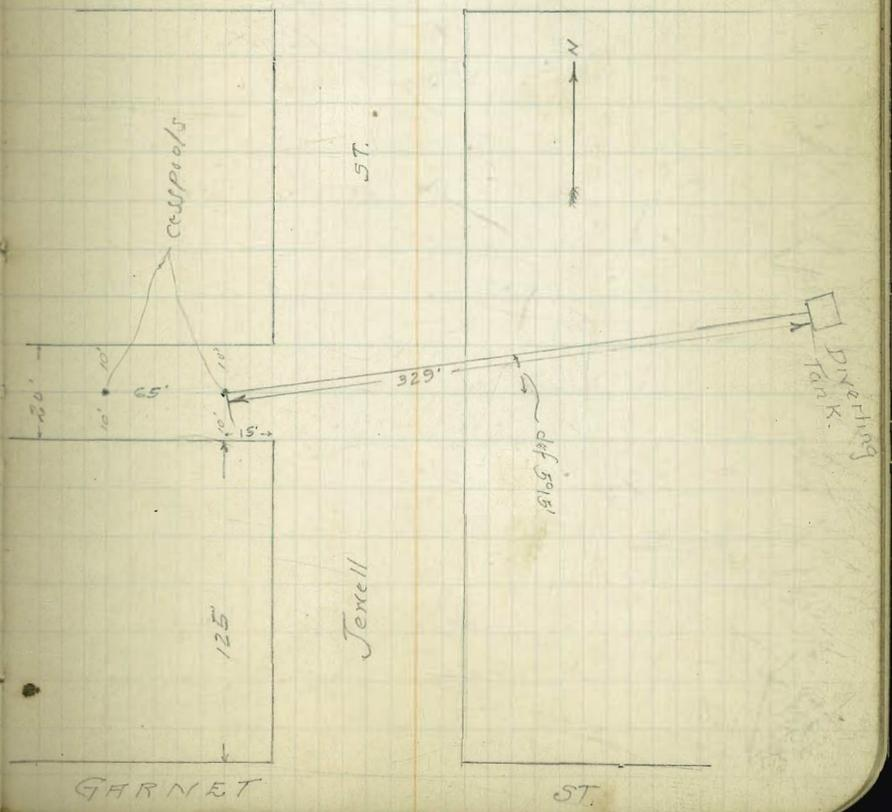 N
Cesspools
ST.
20'
10'
10'
65'
10'
10'
15'
329'
def 5°15'
Diverting
Tank.
125'
Jewell
GARNET ST.